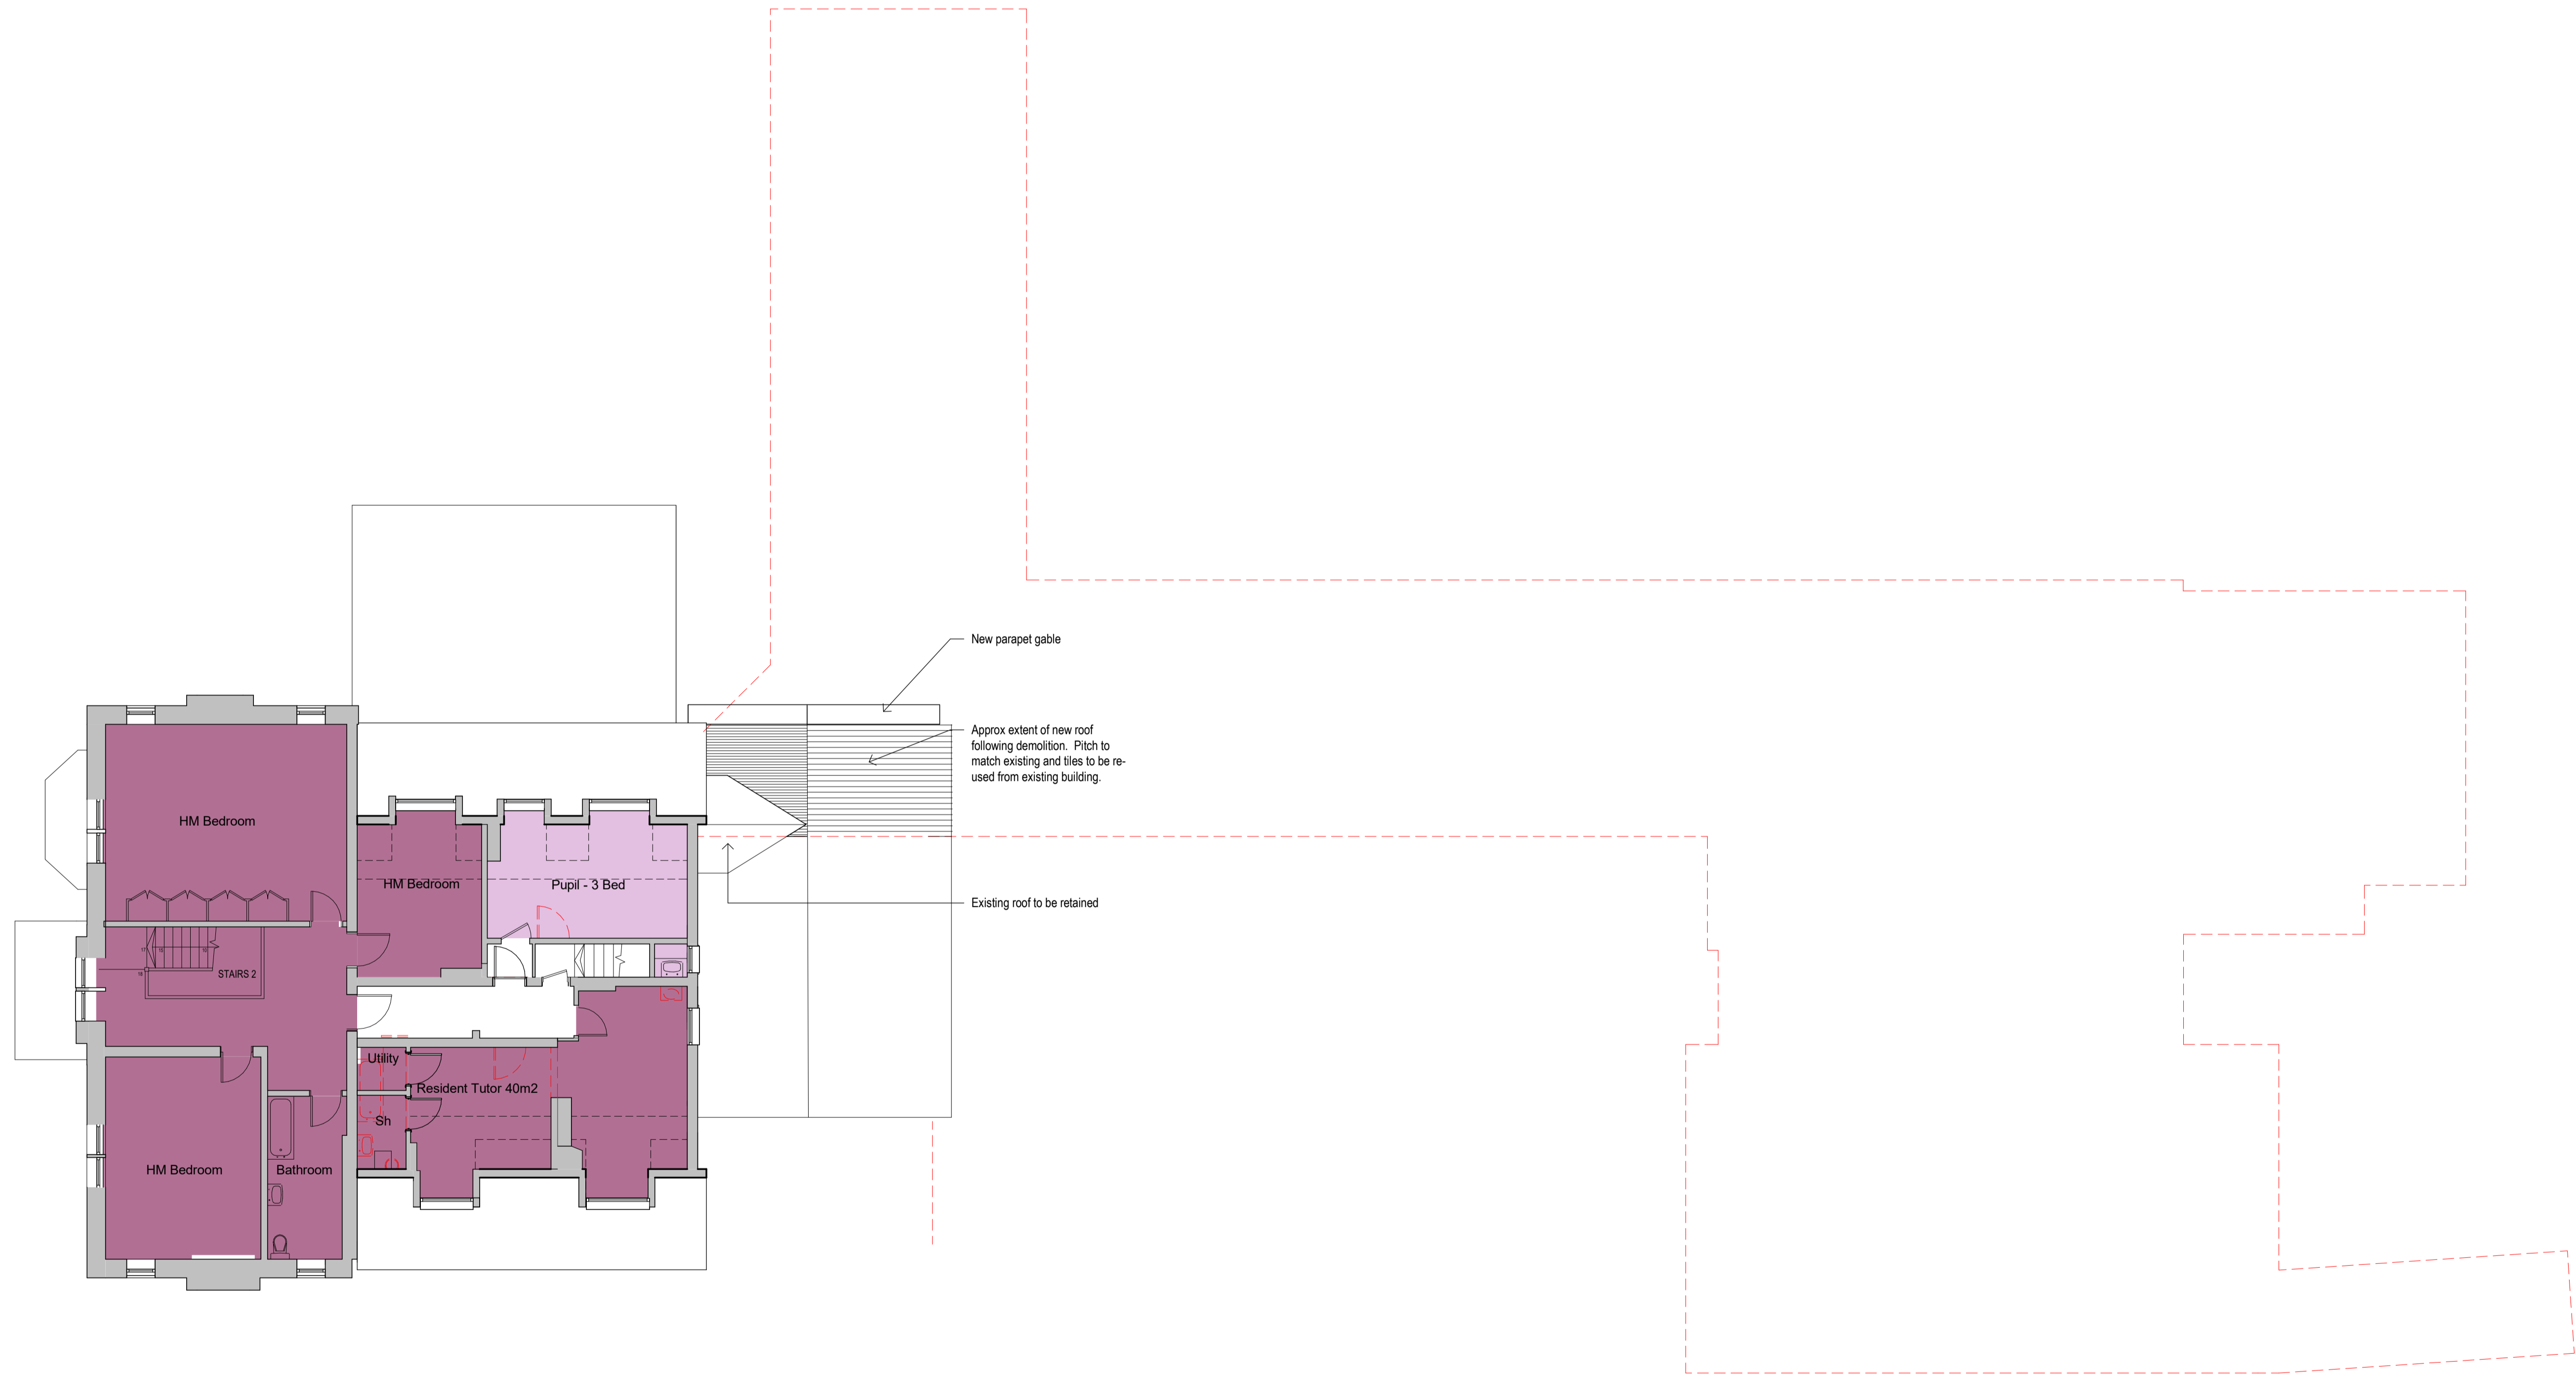 New parapet gable
Approx extent of new roof
following demolition. Pitch to
match existing and tiles to be re-
used from existing building.
HM Bedroom
HM Bedroom
Pupil - 3 Bed
Existing roof to be retained
STAIRS 2
Utility
Resident Tutor 40m2
Sh
HM Bedroom
Bathroom